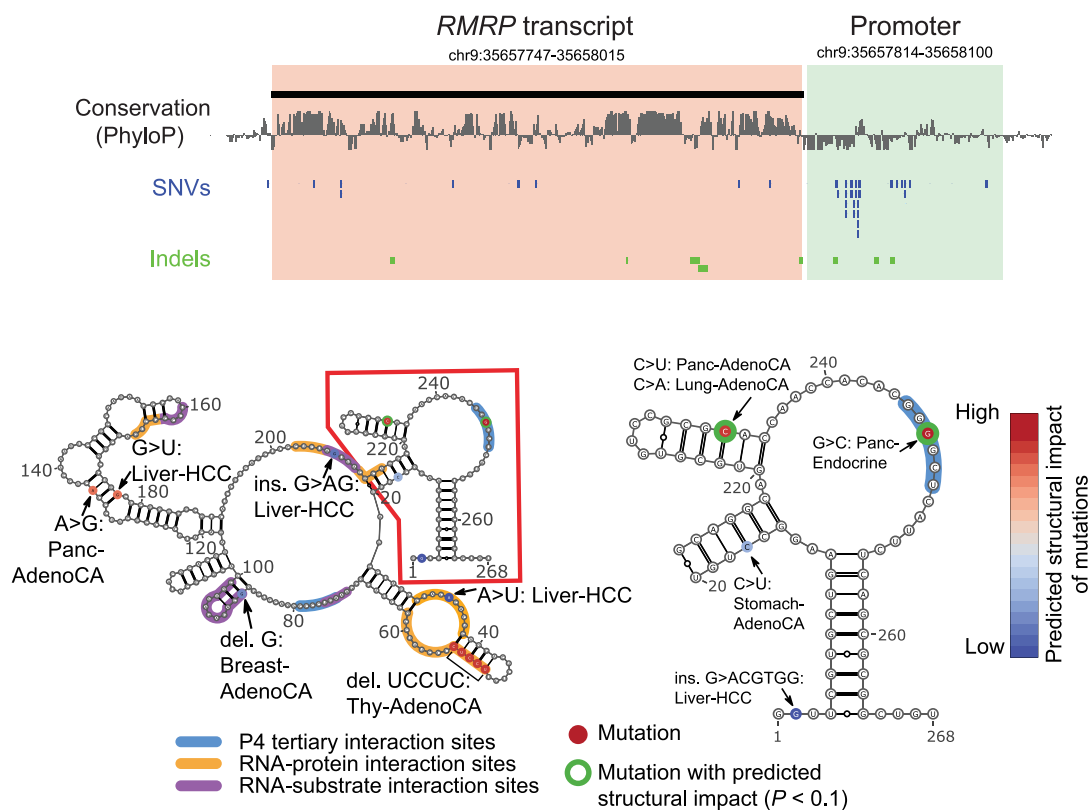 RMRP transcript
Promoter
chr9:35657747-35658015
chr9:35657814-35658100
Conservation
(PhyloP)
SNVs
Indels
160
G>U:
Liver-HCC
140
180
A>G:
Panc-
AdenoCA
200
ins. G>AG:
Liver-HCC
120
100
80
del. G:
Breast-
AdenoCA
240
220
20
260
1
268
A>U: Liver-HCC
60
40
del. UCCUC:
Thy-AdenoCA
C>U: Panc-AdenoCA
C>A: Lung-AdenoCA
240
G>C: Panc-
Endocrine
220
20
C>U:
Stomach-
AdenoCA
260
ins. G>ACGTGG:
Liver-HCC
1
268
High
Low
Predicted structural impact
of mutations
P4 tertiary interaction sites
RNA-protein interaction sites
RNA-substrate interaction sites
Mutation
Mutation with predicted
structural impact (P < 0.1)